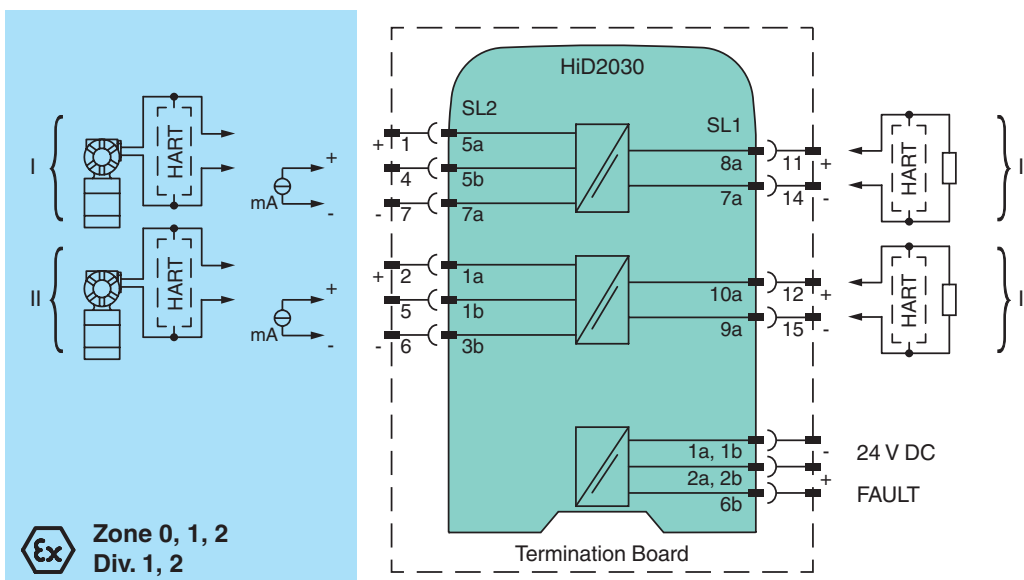 HiD2030
SL2
SL1
I
HART
mA
+
-
+ 1
5a
4
5b
- 7
7a
8a
11 +
7a
14 -
HART
I
II
HART
mA
+
-
+ 2
1a
5
1b
- 6
3b
10a
12 +
9a
15 -
HART
I
1a, 1b
-
24 V DC
2a, 2b
+
6b
FAULT
Ex
Zone 0, 1, 2
Div. 1, 2
Termination Board